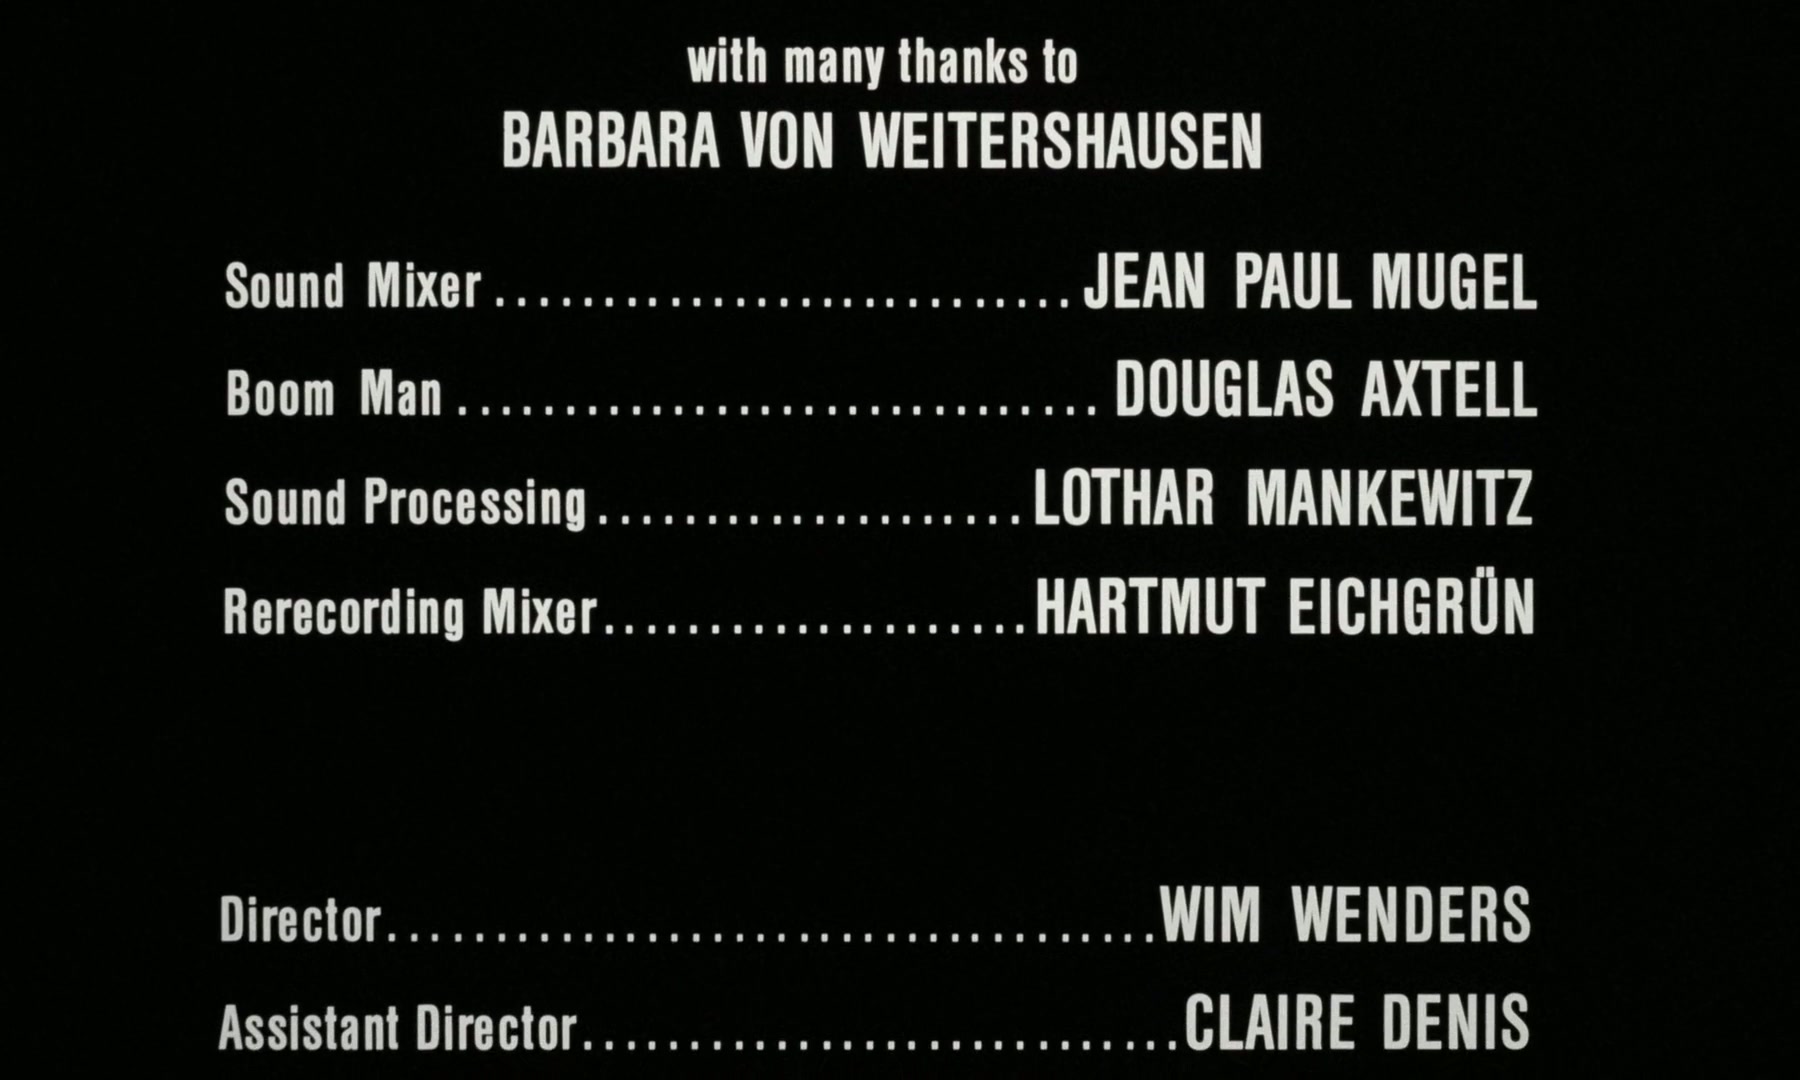 with many thanks to
BARBARA VON WEITERSHAUSEN
Sound Mixer...........................JEAN PAUL MUGEL
Boom Man..............................DOUGLAS AXTELL
Sound Processing....................LOTHAR MANKEWITZ
Rerecording Mixer....................HARTMUT EICHGRÜN
Director....................................WIM WENDERS
Assistant Director............................CLAIRE DENIS